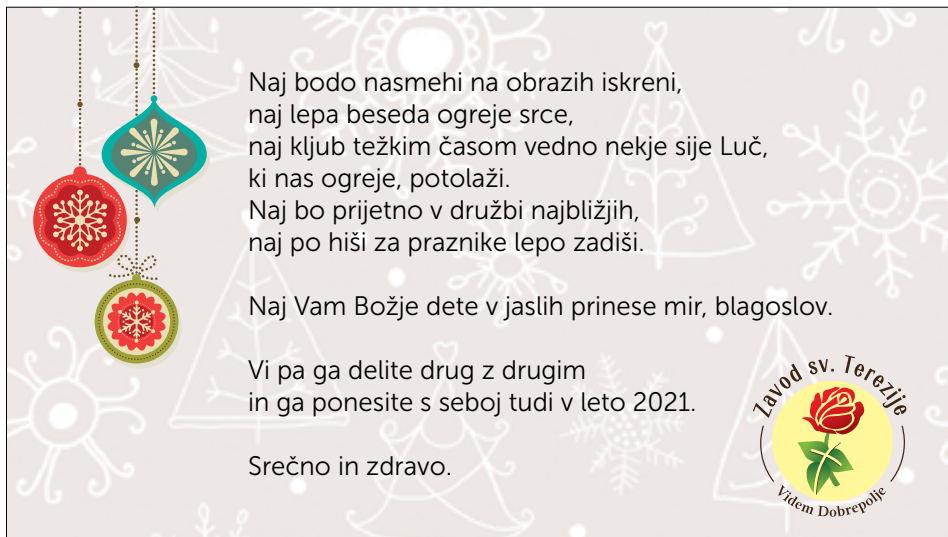 Naj bodo nasmehi na obrazih iskreni,
naj lepa beseda ogreje srce,
naj kljub težkim časom vedno nekje sije Luč,
ki nas ogreje, potolaži.
Naj bo prijetno v družbi najbližjih,
naj po hiši za praznike lepo zadiši.
Naj Vam Božje dete v jaslih prinese mir, blagoslov.
Vi pa ga delite drug z drugim
in ga ponesite s seboj tudi v leto 2021.
Srečno in zdravo.
Zavod sv. Terezije
Videm Dobrepolje